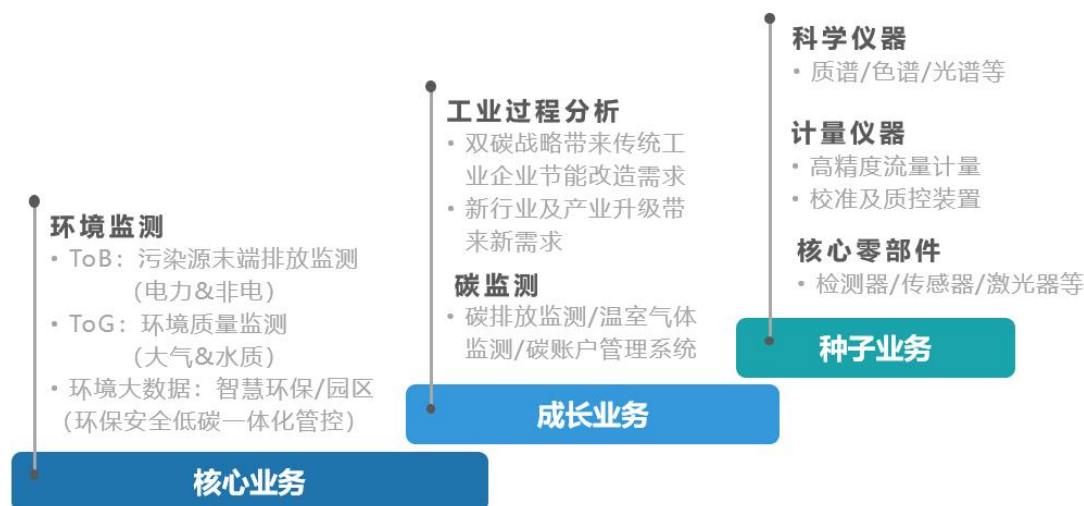 环境监测
• ToB：污染源末端排放监测
（电力&非电）
• ToG：环境质量监测
（大气&水质）
• 环境大数据：智慧环保/园区
（环保安全低碳一体化管控）
核心业务
工业过程分析
• 双碳战略带来传统工
业企业节能改造需求
• 新行业及产业升级带
来新需求
碳监测
• 碳排放监测/温室气体
监测/碳账户管理系统
成长业务
科学仪器
• 质谱/色谱/光谱等
计量仪器
• 高精度流量计量
• 校准及质控装置
核心零部件
• 检测器/传感器/激光器等
种子业务